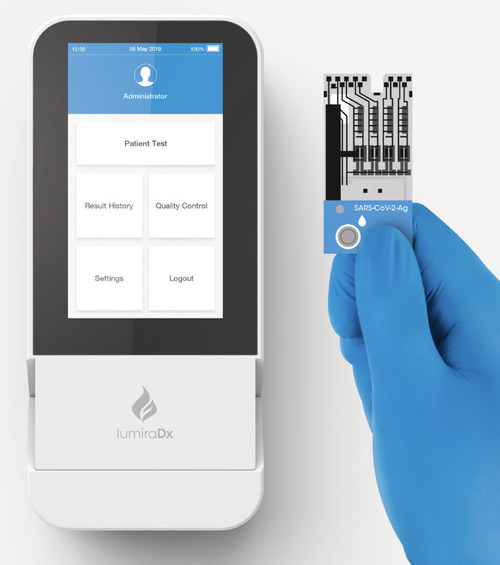 12:32 08 May 2019 100%
Administrator
Patient Test
Result History Quality Control
Settings Logout
lumiraDx
SARS-CoV-2-Ag